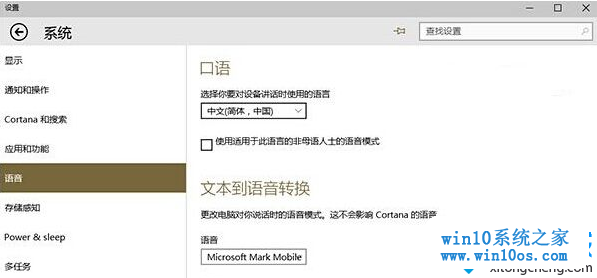 设置
系统
查找设置
显示
通知和操作
Cortana 和搜索
应用和功能
语音
存储感知
Power & sleep
多任务
口语
选择你要对设备讲话时使用的语言
中文(简体，中国)
使用适用于此语言的非母语人士的语音模式
文本到语音转换
更改电脑对你说话时的语音模式。这不会影响 Cortana 的语音
语音
Microsoft Mark Mobile
win10系统之家
www.win10os.com